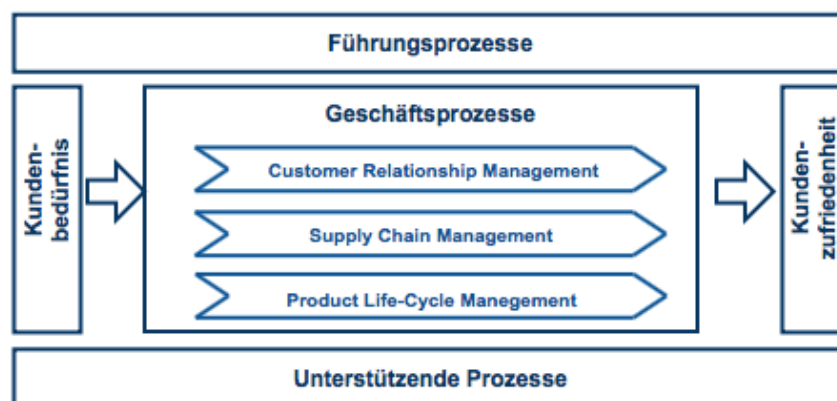 Führungsprozesse
Kunden-
bedürfnis
Geschäftsprozesse
Customer Relationship Management
Supply Chain Management
Product Life-Cycle Manegement
Kunden-
zufriedenheit
Unterstützende Prozesse